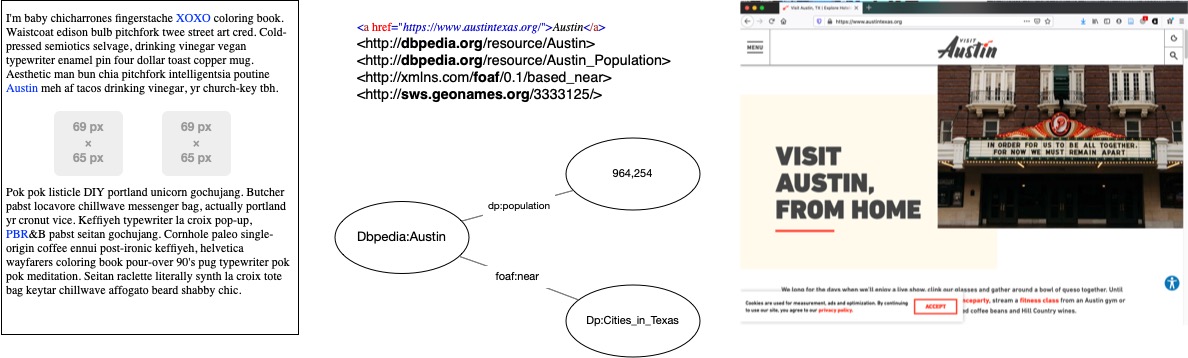 I'm baby chicharrones fingerstache XOXO coloring book.
Waistcoat edison bulb pitchfork twee street art cred. Cold-
pressed semiotics selvage, drinking vinegar vegan
typewriter enamel pin four dollar toast copper mug.
Aesthetic man bun chia pitchfork intelligentsia poutine
Austin meh af tacos drinking vinegar, yr church-key tbh.
69 px
×
65 px
69 px
×
65 px
Pok pok listicle DIY portland unicorn gochujang. Butcher
pabst locavore chillwave messenger bag, actually portland
yr cronut vice. Keffiyeh typewriter la croix pop-up,
PBR&B pabst seitan gochujang. Cornhole paleo single-
origin coffee ennui post-ironic keffiyeh, helvetica
wayfarers coloring book pour-over 90's pug typewriter pok
pok meditation. Seitan raclette literally synth la croix tote
bag keytar chillwave affogato beard shabby chic.
<a href="https://www.austintexas.org/">Austin</a>
<http://dbpedia.org/resource/Austin>
<http://dbpedia.org/resource/Austin_Population>
<http://xmlns.com/foaf/0.1/based_near>
<http://sws.geonames.org/3333125/>
964,254
dp:population
Dbpedia:Austin
foaf:near
Dp:Cities_in_Texas
Visit Austin, TX | Explore Hotels
https://www.austintexas.org
MENU
VISIT
Austin
IN ORDER FOR US TO BE ALL TOGETHER,
FOR NOW WE MUST REMAIN APART
VISIT
AUSTIN,
FROM HOME
We long for the days when we'll enjoy a live show, clink our glasses and gather around a bowl of queso together. Until
stream a fitness class from an Austin gym or
coffee beans and Hill Country wines.
Cookies are used for measurement, ads and optimization. By continuing
to use our site, you agree to our privacy policy.
ACCEPT